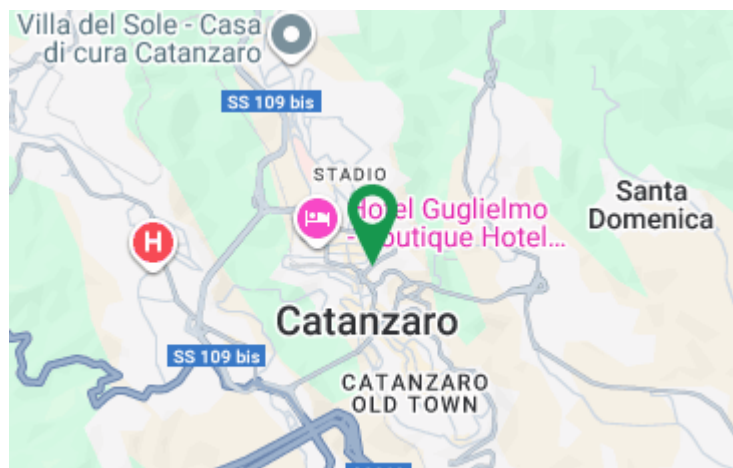 Villa del Sole - Casa
di cura Catanzaro
SS 109 bis
STADIO
Hotel Guglielmo
- Boutique Hotel...
Santa
Domenica
H
Catanzaro
SS 109 bis
CATANZARO
OLD TOWN